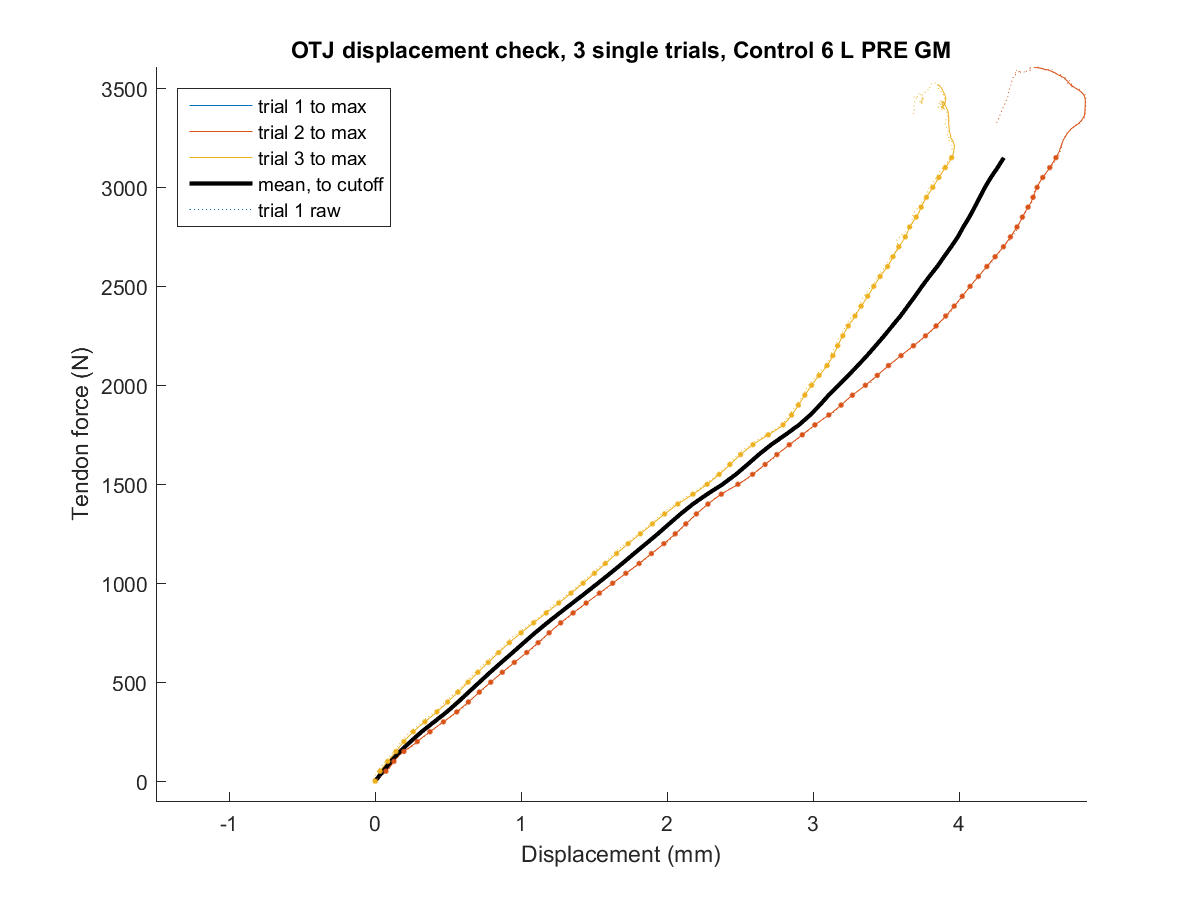 OTJ displacement check, 3 single trials, Control 6 L PRE GM
3500
3000
2500
2000
1500
1000
500
0
Tendon force (N)
trial 1 to max
trial 2 to max
trial 3 to max
mean, to cutoff
trial 1 raw
-1 0 1 2 3 4
Displacement (mm)